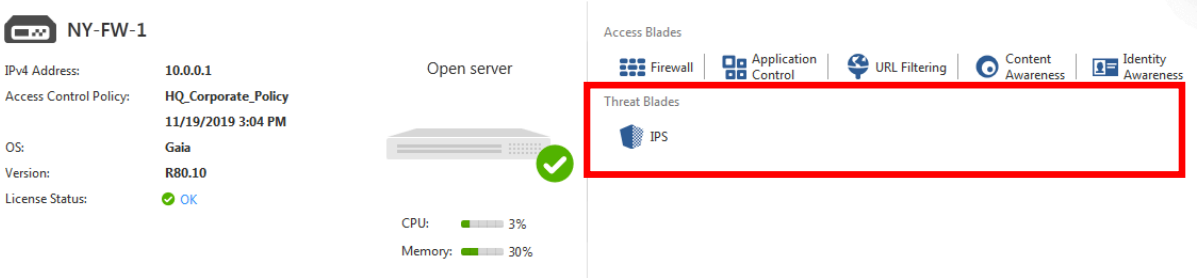 NY-FW-1
IPv4 Address: 10.0.0.1
Access Control Policy: HQ_Corporate_Policy
11/19/2019 3:04 PM
OS: Gaia
Version: R80.10
License Status: OK
Open server
CPU: 3%
Memory: 30%
Access Blades
Firewall
Application
Control
URL Filtering
Content
Awareness
Identity
Awareness
Threat Blades
IPS